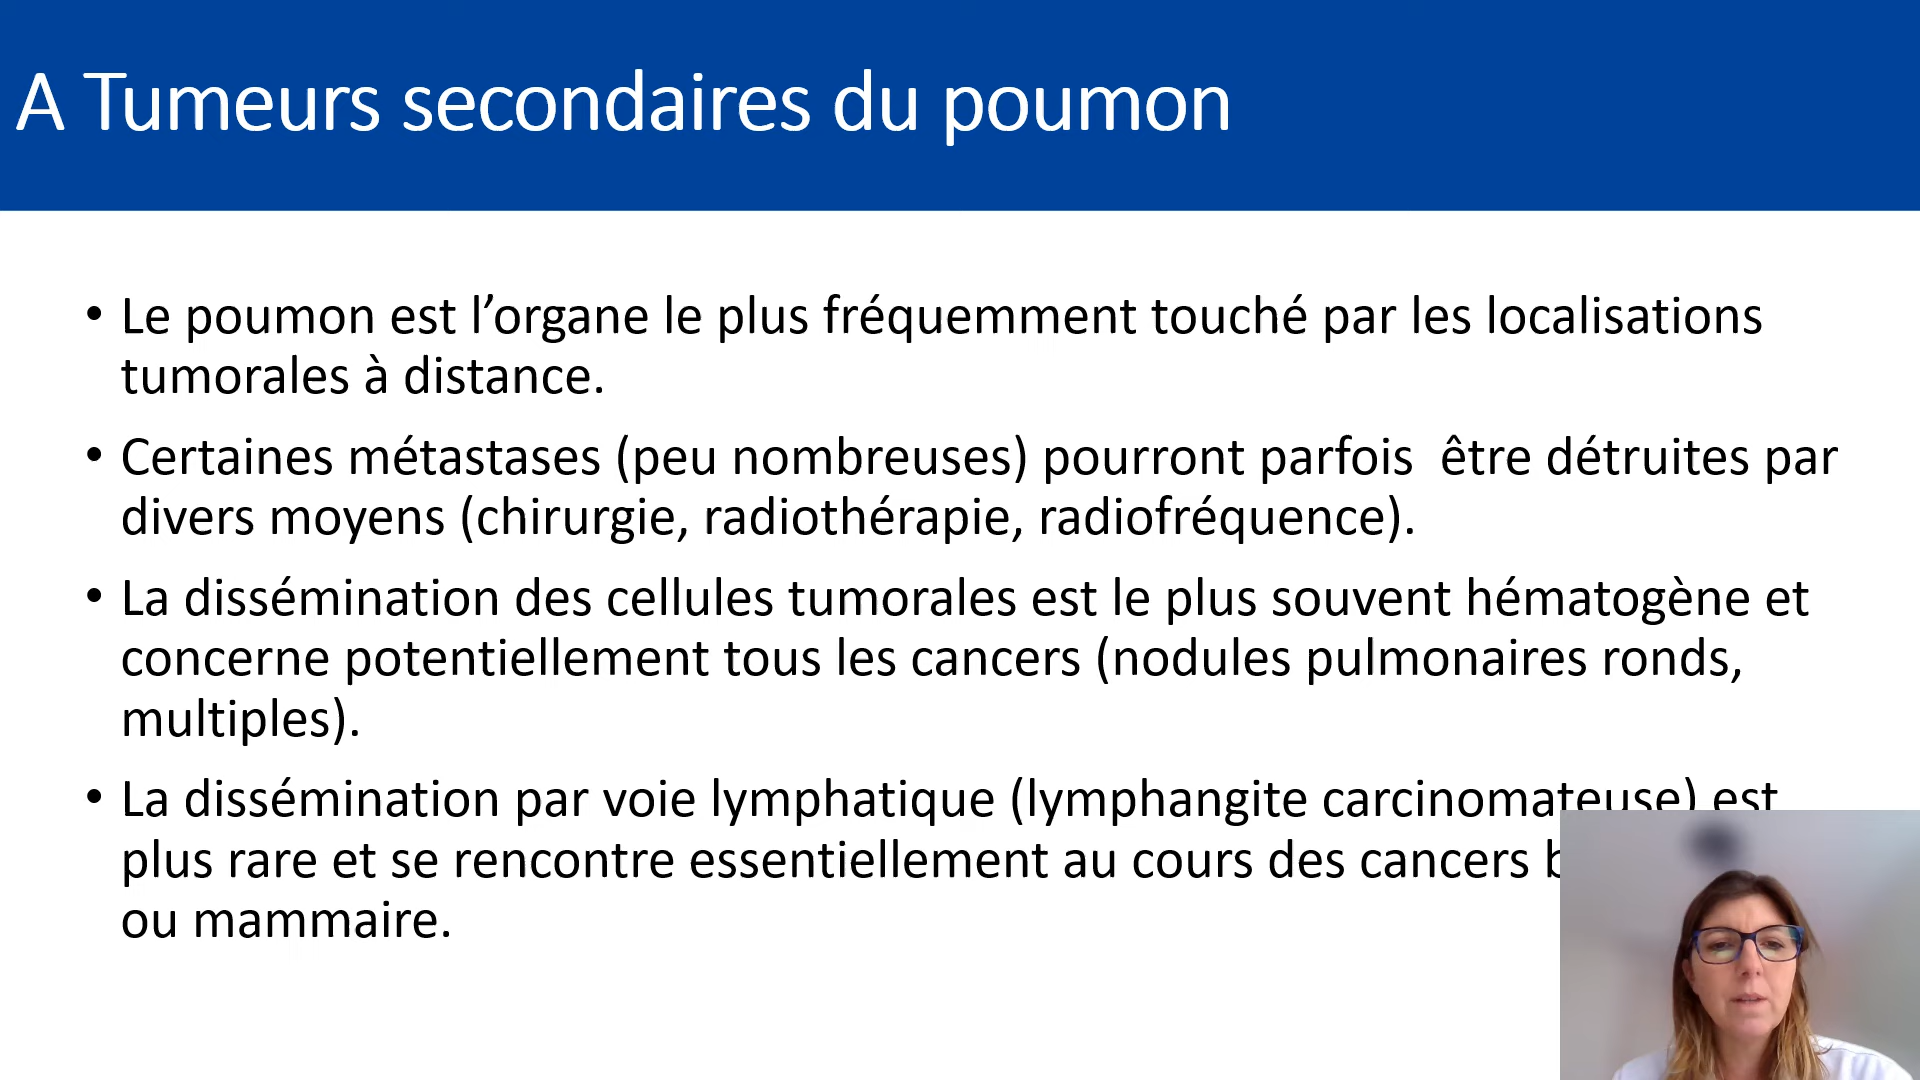 A Tumeurs secondaires du poumon
• Le poumon est l’organe le plus fréquemment touché par les localisations
tumorales à distance.
• Certaines métastases (peu nombreuses) pourront parfois  être détruites par
divers moyens (chirurgie, radiothérapie, radiofréquence).
• La dissémination des cellules tumorales est le plus souvent hématogène et
concerne potentiellement tous les cancers (nodules pulmonaires ronds,
multiples).
• La dissémination par voie lymphatique (lymphangite carcinomateuse) est
plus rare et se rencontre essentiellement au cours des cancers
ou mammaire.